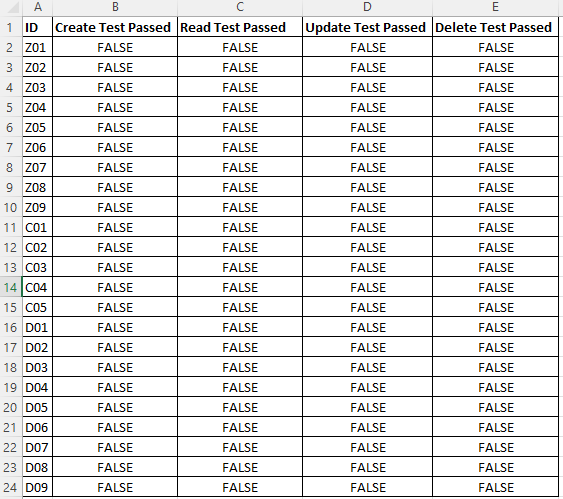 A B C D E
1 ID Create Test Passed Read Test Passed Update Test Passed Delete Test Passed
2 Z01 FALSE FALSE FALSE FALSE
3 Z02 FALSE FALSE FALSE FALSE
4 Z03 FALSE FALSE FALSE FALSE
5 Z04 FALSE FALSE FALSE FALSE
6 Z05 FALSE FALSE FALSE FALSE
7 Z06 FALSE FALSE FALSE FALSE
8 Z07 FALSE FALSE FALSE FALSE
9 Z08 FALSE FALSE FALSE FALSE
10 Z09 FALSE FALSE FALSE FALSE
11 C01 FALSE FALSE FALSE FALSE
12 C02 FALSE FALSE FALSE FALSE
13 C03 FALSE FALSE FALSE FALSE
14 C04 FALSE FALSE FALSE FALSE
15 C05 FALSE FALSE FALSE FALSE
16 D01 FALSE FALSE FALSE FALSE
17 D02 FALSE FALSE FALSE FALSE
18 D03 FALSE FALSE FALSE FALSE
19 D04 FALSE FALSE FALSE FALSE
20 D05 FALSE FALSE FALSE FALSE
21 D06 FALSE FALSE FALSE FALSE
22 D07 FALSE FALSE FALSE FALSE
23 D08 FALSE FALSE FALSE FALSE
24 D09 FALSE FALSE FALSE FALSE